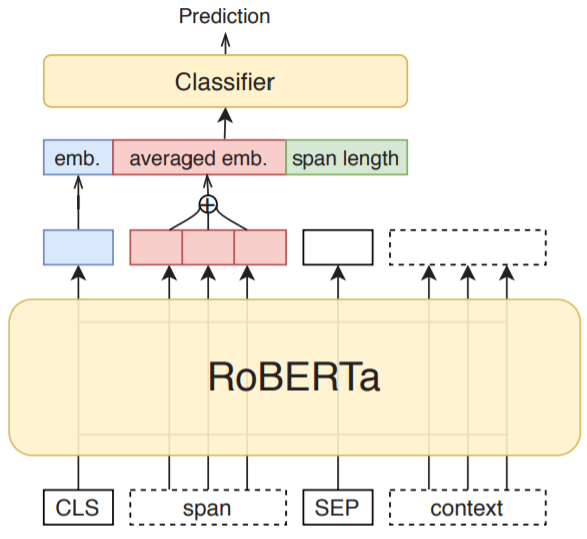 Prediction
Classifier
emb. averaged emb. span length
RoBERTa
CLS span SEP context